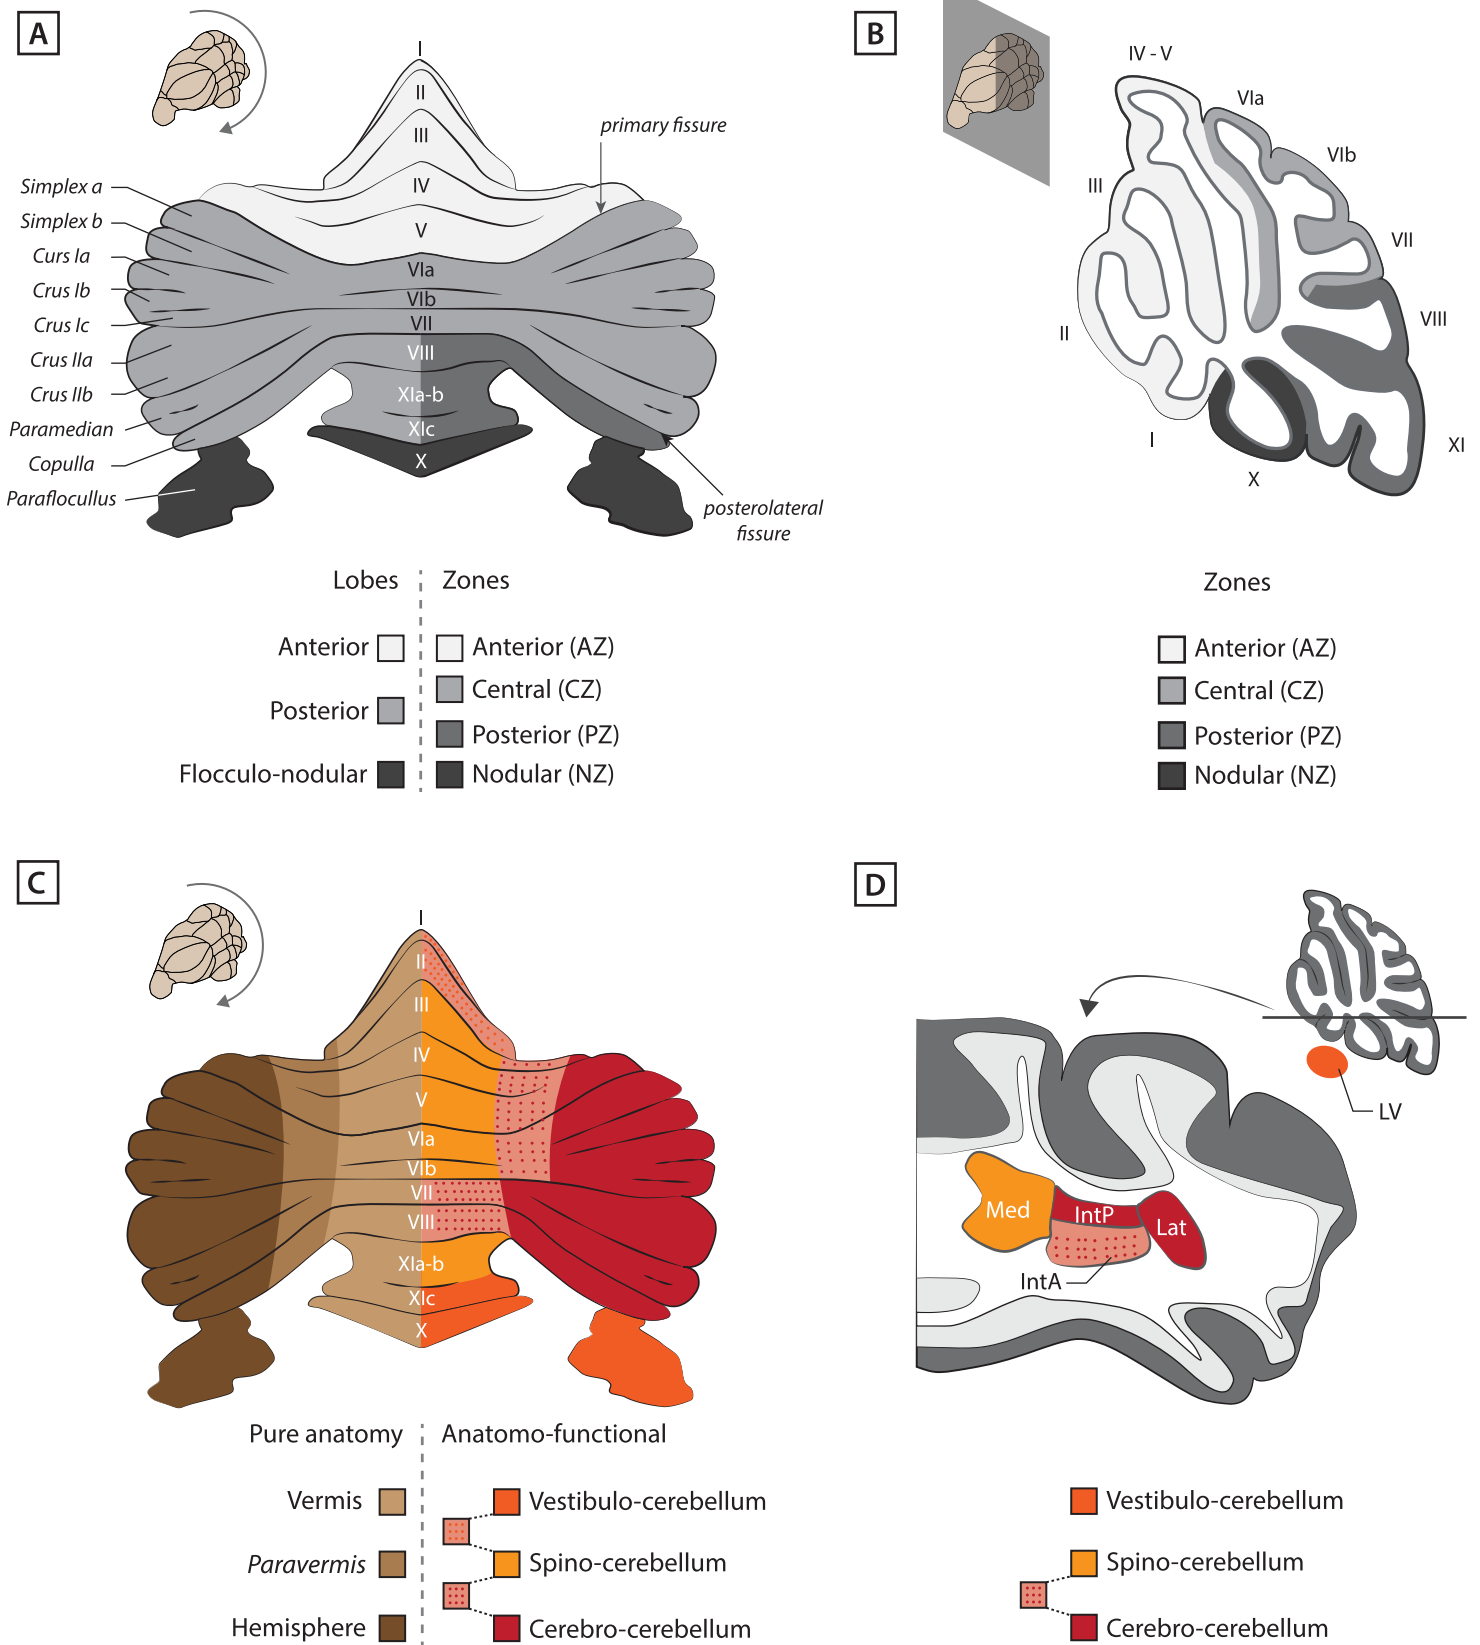 A
I
II
III
IV
V
VIa
VIb
VII
VIII
XIa-b
XIc
X
primary fissure
Simplex a
Simplex b
Curs Ia
Crus Ib
Crus Ic
Crus IIa
Crus IIb
Paramedian
Copulla
Paraflocullus
posterolateral
fissure
Lobes
Zones
Anterior
Anterior (AZ)
Central (CZ)
Posterior
Posterior (PZ)
Flocculo-nodular
Nodular (NZ)
B
IV - V
VIa
VIb
III
VII
II
VIII
I
XI
X
Zones
Anterior (AZ)
Central (CZ)
Posterior (PZ)
Nodular (NZ)
C
I
II
III
IV
V
VIa
VIb
VII
VIII
XIa-b
XIc
X
Pure anatomy
Anatomo-functional
Vermis
Vestibulo-cerebellum
Paravermis
Spino-cerebellum
Hemisphere
Cerebro-cerebellum
D
LV
Med
IntP
Lat
IntA
Vestibulo-cerebellum
Spino-cerebellum
Cerebro-cerebellum